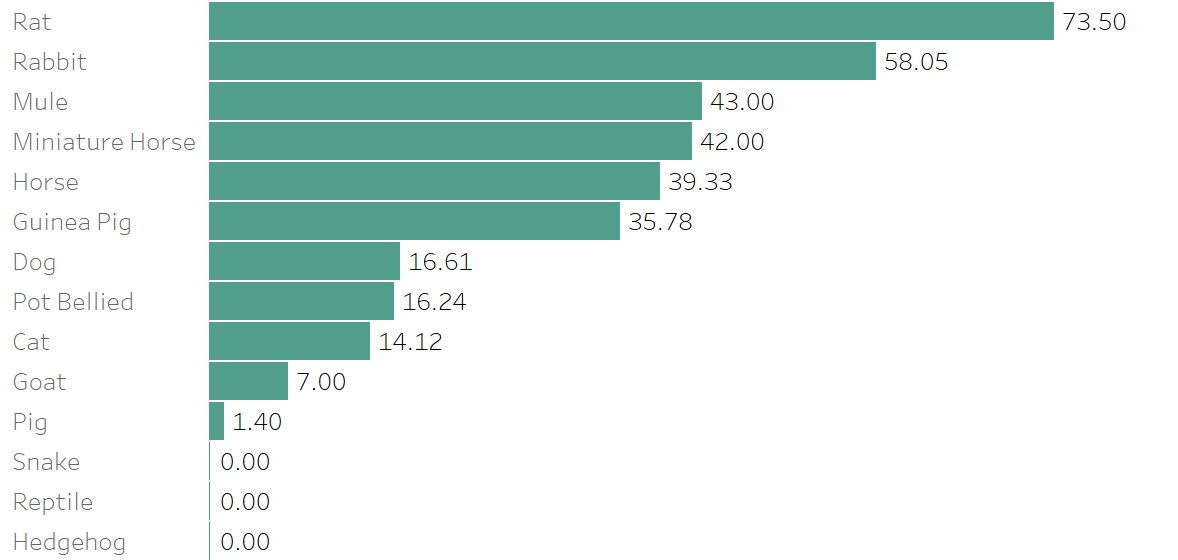 Rat 73.50
Rabbit 58.05
Mule 43.00
Miniature Horse 42.00
Horse 39.33
Guinea Pig 35.78
Dog 16.61
Pot Bellied 16.24
Cat 14.12
Goat 7.00
Pig 1.40
Snake 0.00
Reptile 0.00
Hedgehog 0.00